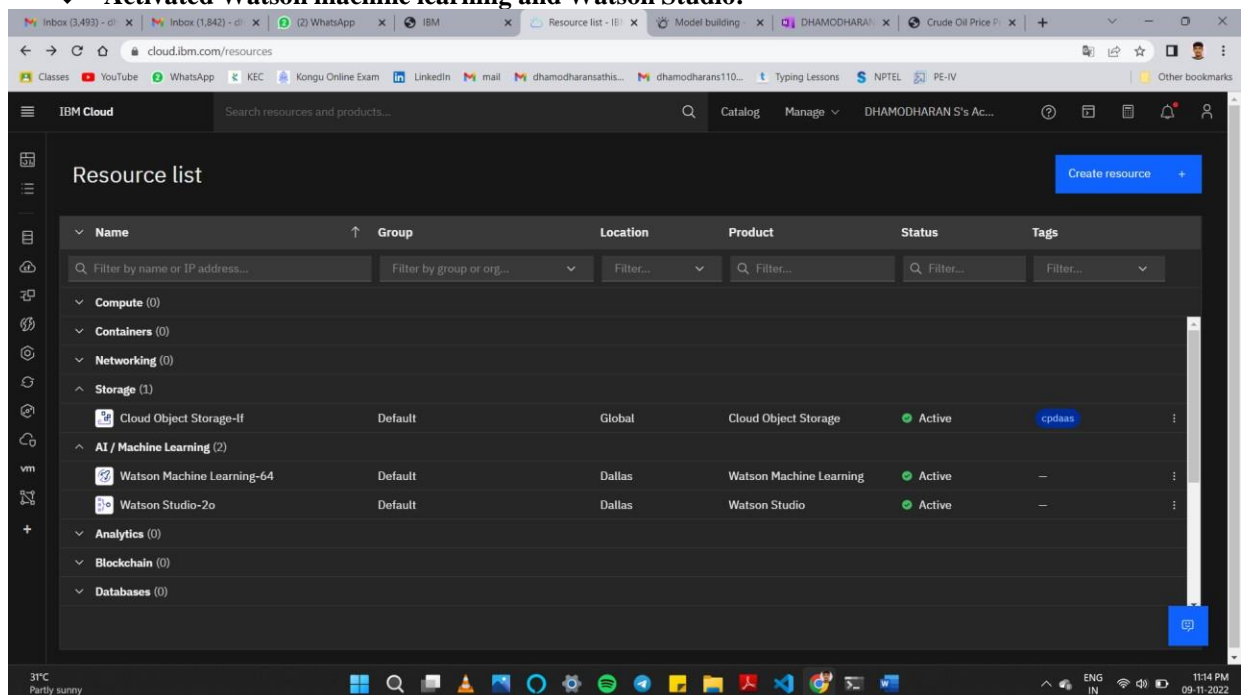 Activated Watson machine learning and Watson Studio.
Inbox (3,493) - d
Inbox (1,842) - d
(2) WhatsApp
IBM
Resource list - IB
Model building -
DHAMODHARAN
Crude Oil Price P
cloud.ibm.com/resources
Classes YouTube WhatsApp KEC Kongu Online Exam LinkedIn mail dhamodharansathis... dhamodharans110... Typing Lessons NPTEL PE-IV Other bookmarks
IBM Cloud Search resources and products... Catalog Manage DHAMODHARAN S's Ac...
Resource list Create resource +
Name Group Location Product Status Tags
Filter by name or IP address... Filter by group or org... Filter... Filter... Filter... Filter...
Compute (0)
Containers (0)
Networking (0)
Storage (1)
Cloud Object Storage-lf Default Global Cloud Object Storage Active cpdaas
AI / Machine Learning (2)
Watson Machine Learning-64 Default Dallas Watson Machine Learning Active –
Watson Studio-2o Default Dallas Watson Studio Active –
vm
Analytics (0)
Blockchain (0)
Databases (0)
31°C
Partly sunny
ENG
IN
11:14 PM
09-11-2022